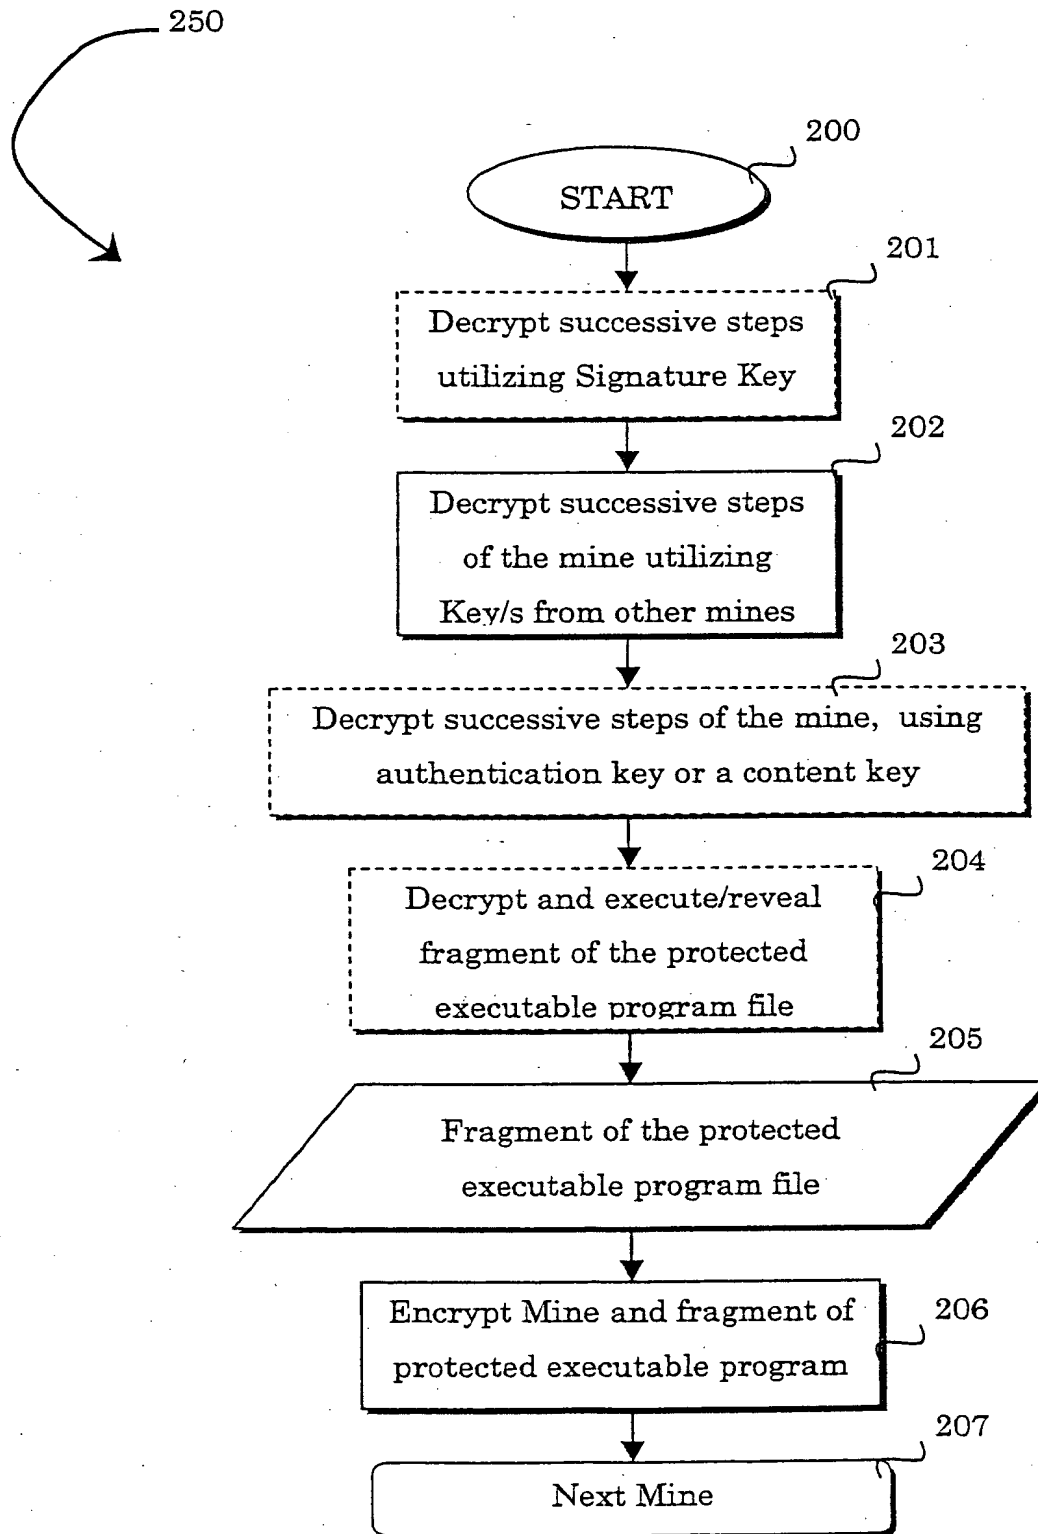 250
200
START
201
Decrypt successive steps
utilizing Signature Key
202
Decrypt successive steps
of the mine utilizing
Key/s from other mines
203
Decrypt successive steps of the mine, using
authentication key or a content key
204
Decrypt and execute/reveal
fragment of the protected
executable program file
205
Fragment of the protected
executable program file
206
Encrypt Mine and fragment of
protected executable program
207
Next Mine